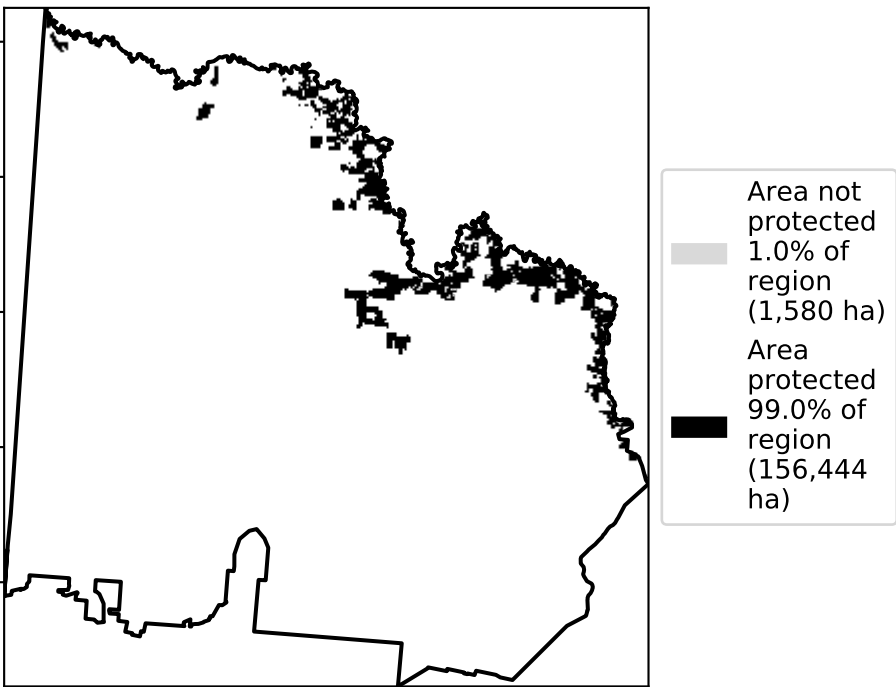 Area not
protected
1.0% of
region
(1,580 ha)
Area
protected
99.0% of
region
(156,444
ha)